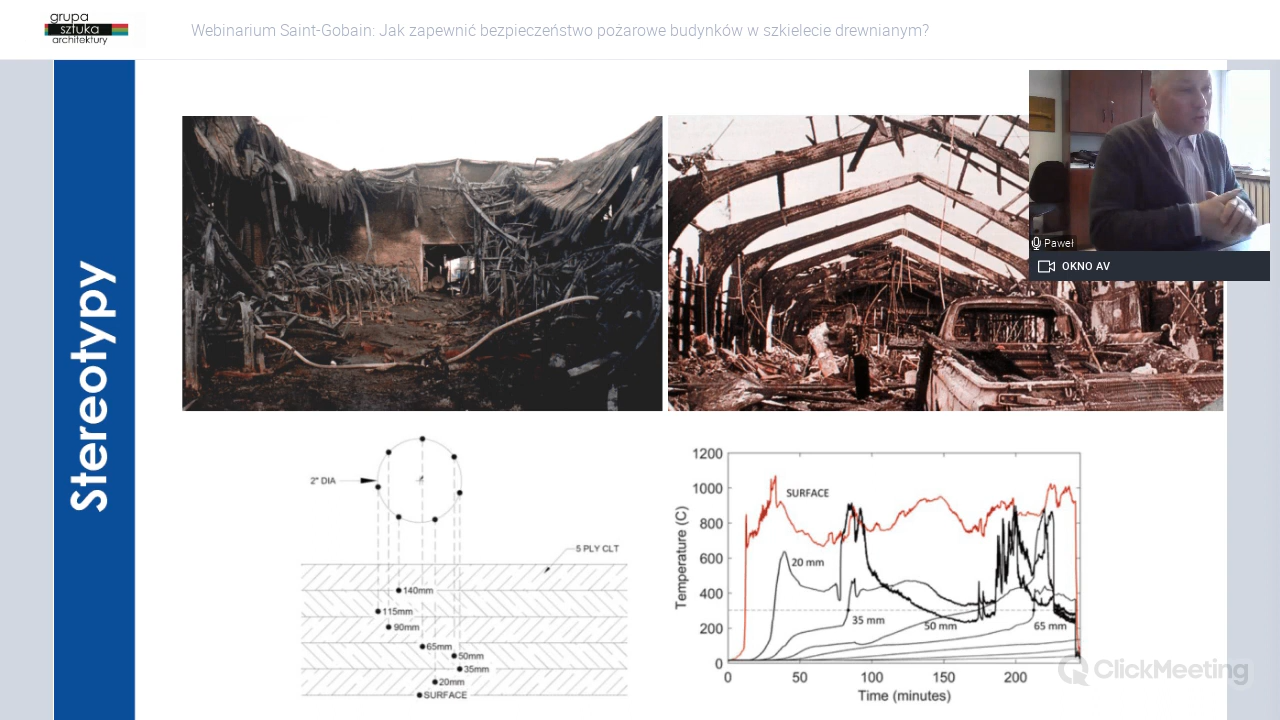 grupa
sztuka
architektury
Webinarium Saint-Gobain: Jak zapewnić bezpieczeństwo pożarowe budynków w szkielecie drewnianym?
Stereotypy
Paweł
OKNO AV
2" DIA
5 PLY CLT
140mm
115mm
90mm
65mm
50mm
35mm
20mm
SURFACE
Temperature (C)
1200
1000
800
600
400
200
0
SURFACE
20 mm
35 mm
50 mm
65 mm
0
50
100
150
200
Time (minutes)
ClickMeeting